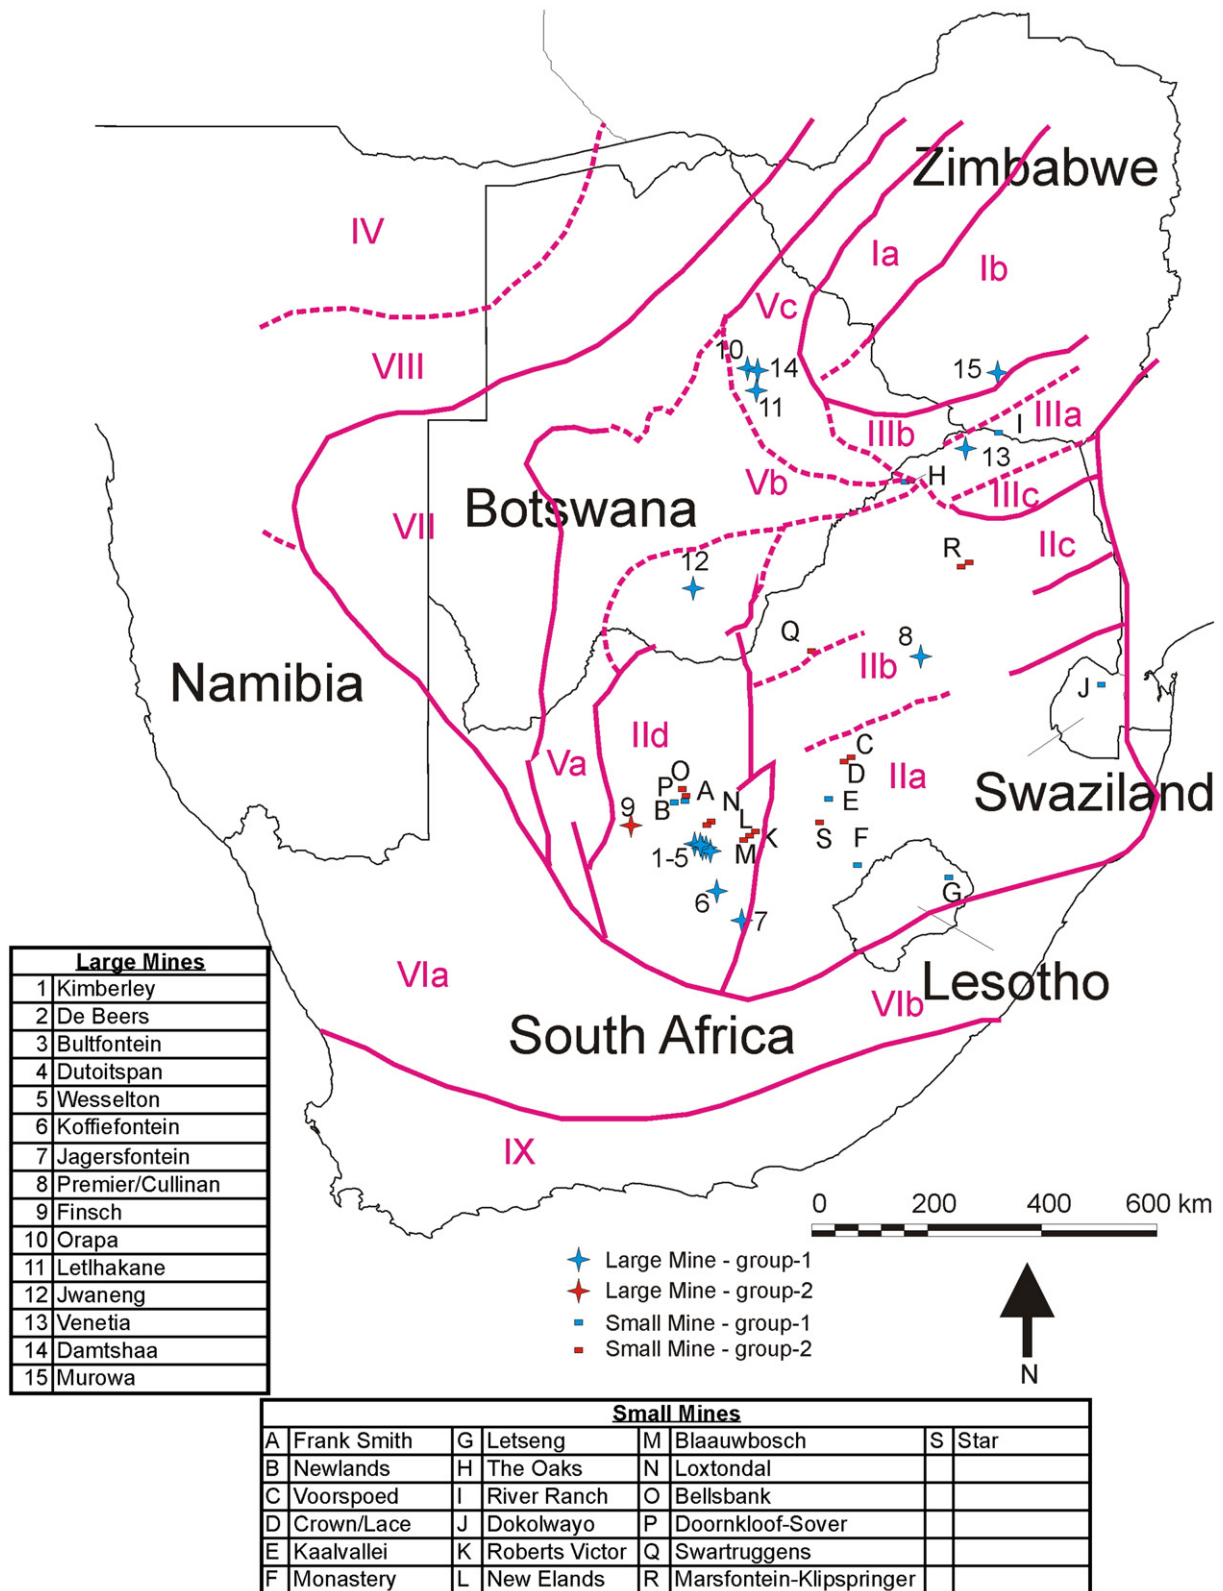 Zimbabwe
IV
Ia
Ib
Vc
VIII
10
14
15
11
IIIa
IIIb
I
13
H
Vb
IIIc
Botswana
VII
R
IIc
12
Q
8
IIb
Namibia
J
IId
C
Va
O
D
IIa
P
A
N
E
Swaziland
B
9
L
K
S
F
1-5
M
G
6
7
VIa
VIb
Lesotho
South Africa
IX
0 200 400 600 km
Large Mine - group-1
Large Mine - group-2
Small Mine - group-1
Small Mine - group-2
N
Large Mines
1 Kimberley
2 De Beers
3 Bultfontein
4 Dutoitspan
5 Wesselton
6 Koffiefontein
7 Jagersfontein
8 Premier/Cullinan
9 Finsch
10 Orapa
11 Letlhakane
12 Jwaneng
13 Venetia
14 Damtshaa
15 Murowa
Small Mines
A Frank Smith G Letseng M Blaauwbosch S Star
B Newlands H The Oaks N Loxtondal
C Voorspoed I River Ranch O Bellsbank
D Crown/Lace J Dokolwayo P Doornkloof-Sover
E Kaalvallei K Roberts Victor Q Swartruggens
F Monastery L New Elands R Marsfontein-Klipspringer